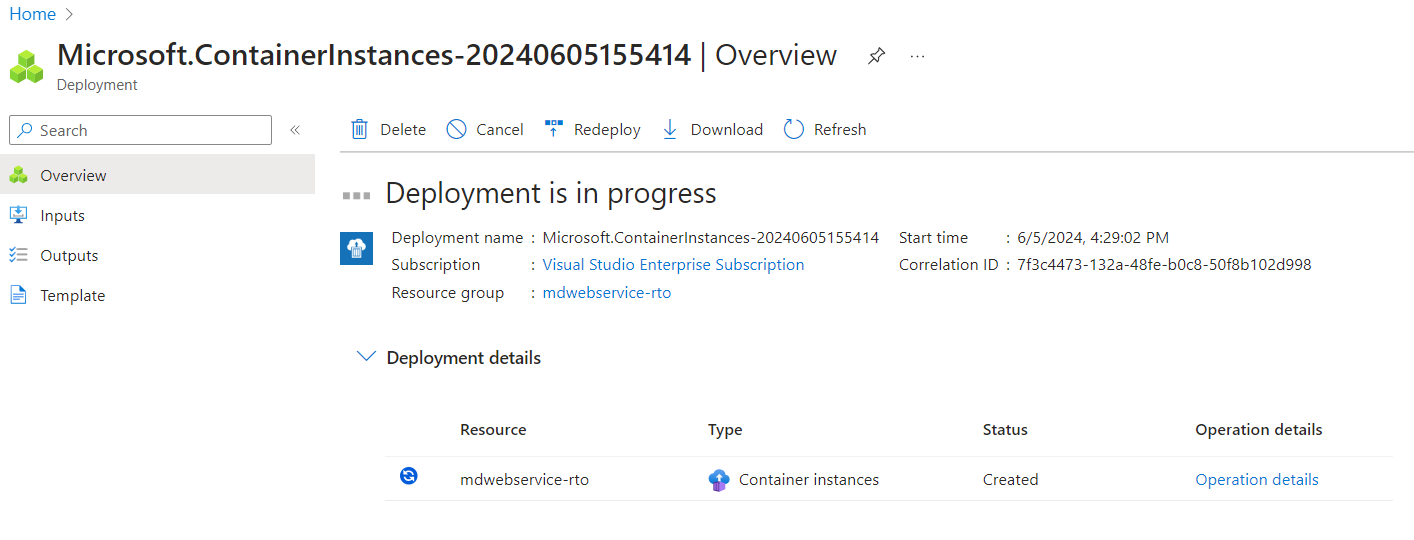 Home >
Microsoft.ContainerInstances-20240605155414 | Overview
Deployment
Search «
Delete Cancel Redeploy Download Refresh
Overview
Inputs
Outputs
Template
Deployment is in progress
Deployment name : Microsoft.ContainerInstances-20240605155414 Start time : 6/5/2024, 4:29:02 PM
Subscription : Visual Studio Enterprise Subscription Correlation ID : 7f3c4473-132a-48fe-b0c8-50f8b102d998
Resource group : mdwebservice-rto
Deployment details
Resource Type Status Operation details
mdwebservice-rto Container instances Created Operation details